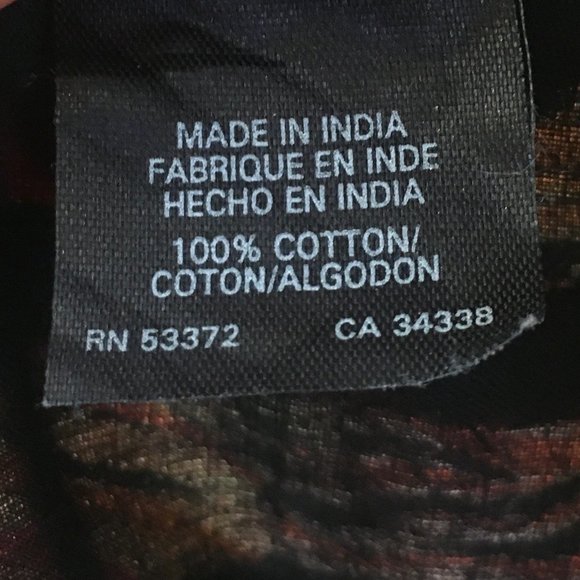 MADE IN INDIA
FABRIQUE EN INDE
HECHO EN INDIA
100% COTTON/
COTON/ALGODON
RN 53372 CA 34338